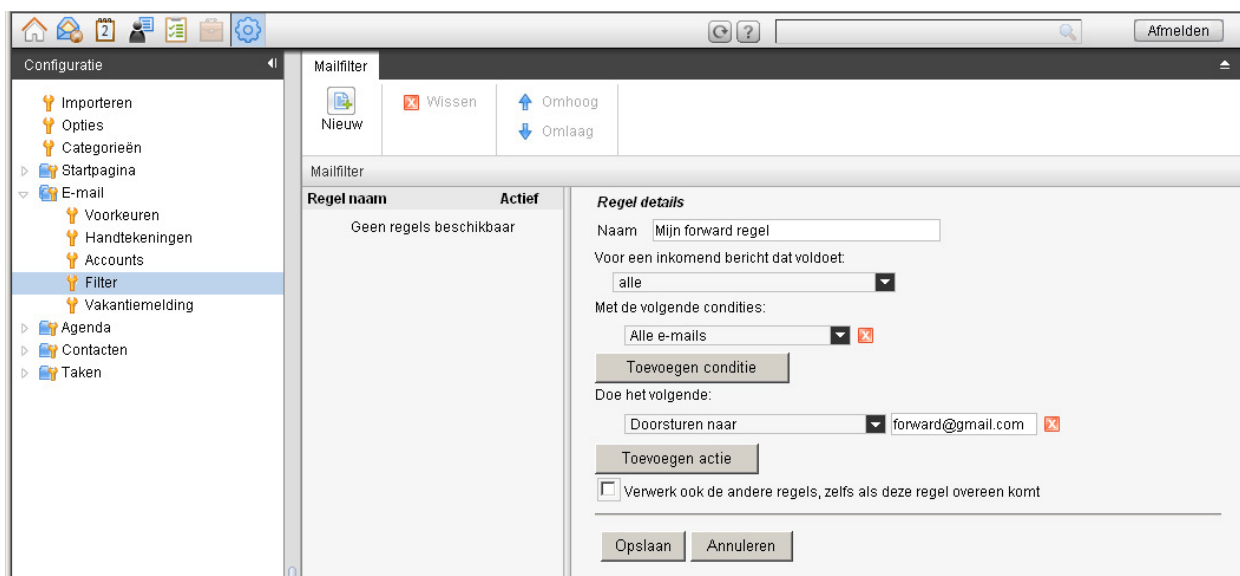 2
?
Afmelden
Configuratie
Importeren
Opties
Categorieën
Startpagina
E-mail
Voorkeuren
Handtekeningen
Accounts
Filter
Vakantiemelding
Agenda
Contacten
Taken
Mailfilter
Nieuw
Wissen
Omhoog
Omlaag
Mailfilter
Regel naam Actief
Geen regels beschikbaar
Regel details
Naam Mijn forward regel
Voor een inkomend bericht dat voldoet:
alle
Met de volgende condities:
Alle e-mails
Toevoegen conditie
Doe het volgende:
Doorsturen naar forward@gmail.com
Toevoegen actie
Verwerk ook de andere regels, zelfs als deze regel overeen komt
Opslaan Annuleren